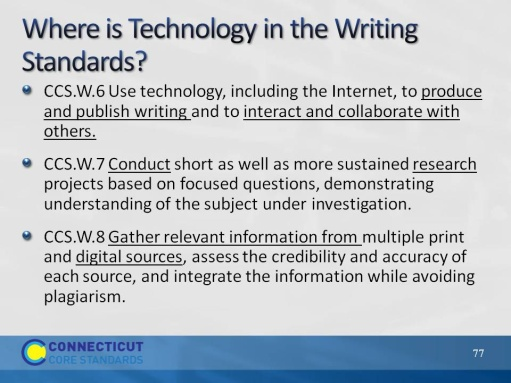 Where is Technology in the Writing
Standards?
CCS.W.6 Use technology, including the Internet, to produce
and publish writing and to interact and collaborate with
others.
CCS.W.7 Conduct short as well as more sustained research
projects based on focused questions, demonstrating
understanding of the subject under investigation.
CCS.W.8 Gather relevant information from multiple print
and digital sources, assess the credibility and accuracy of
each source, and integrate the information while avoiding
plagiarism.
CONNECTICUT
CORE STANDARDS
77